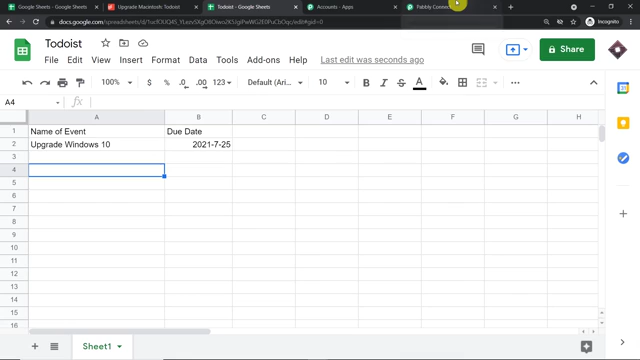 Google Sheets - Google Sheets
Upgrade Macintosh: Todoist
Todoist - Google Sheets
Accounts - Apps
Pabbly Connect
Incognito
Todoist
File Edit View Insert Format Data Tools Add-ons Help Last edit was seconds ago
Share
100% $ % .0 .00 123 Default (Ari... 10 B I S A
A4 fx
A B C D E F G H
1 Name of Event Due Date
2 Upgrade Windows 10 2021-7-25
3
4
5
6
7
8
9
10
11
12
13
14
15
16
Sheet1